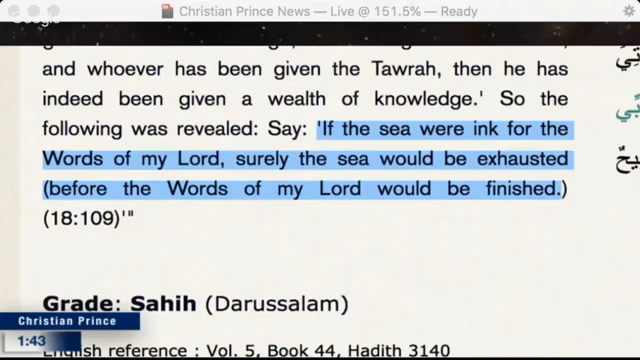 Christian Prince News — Live @ 151.5% — Ready
and whoever has been given the Tawrah, then he has
indeed been given a wealth of knowledge.' So the
following was revealed: Say: 'If the sea were ink for the
Words of my Lord, surely the sea would be exhausted
(before the Words of my Lord would be finished.)
(18:109)'"
Grade: Sahih (Darussalam)
Christian Prince
1:43
English reference : Vol. 5, Book 44, Hadith 3140